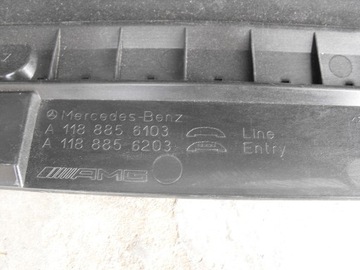 Mercedes-Benz
A 118 885 6103 Line
A 118 885 6203 Entry
AMG